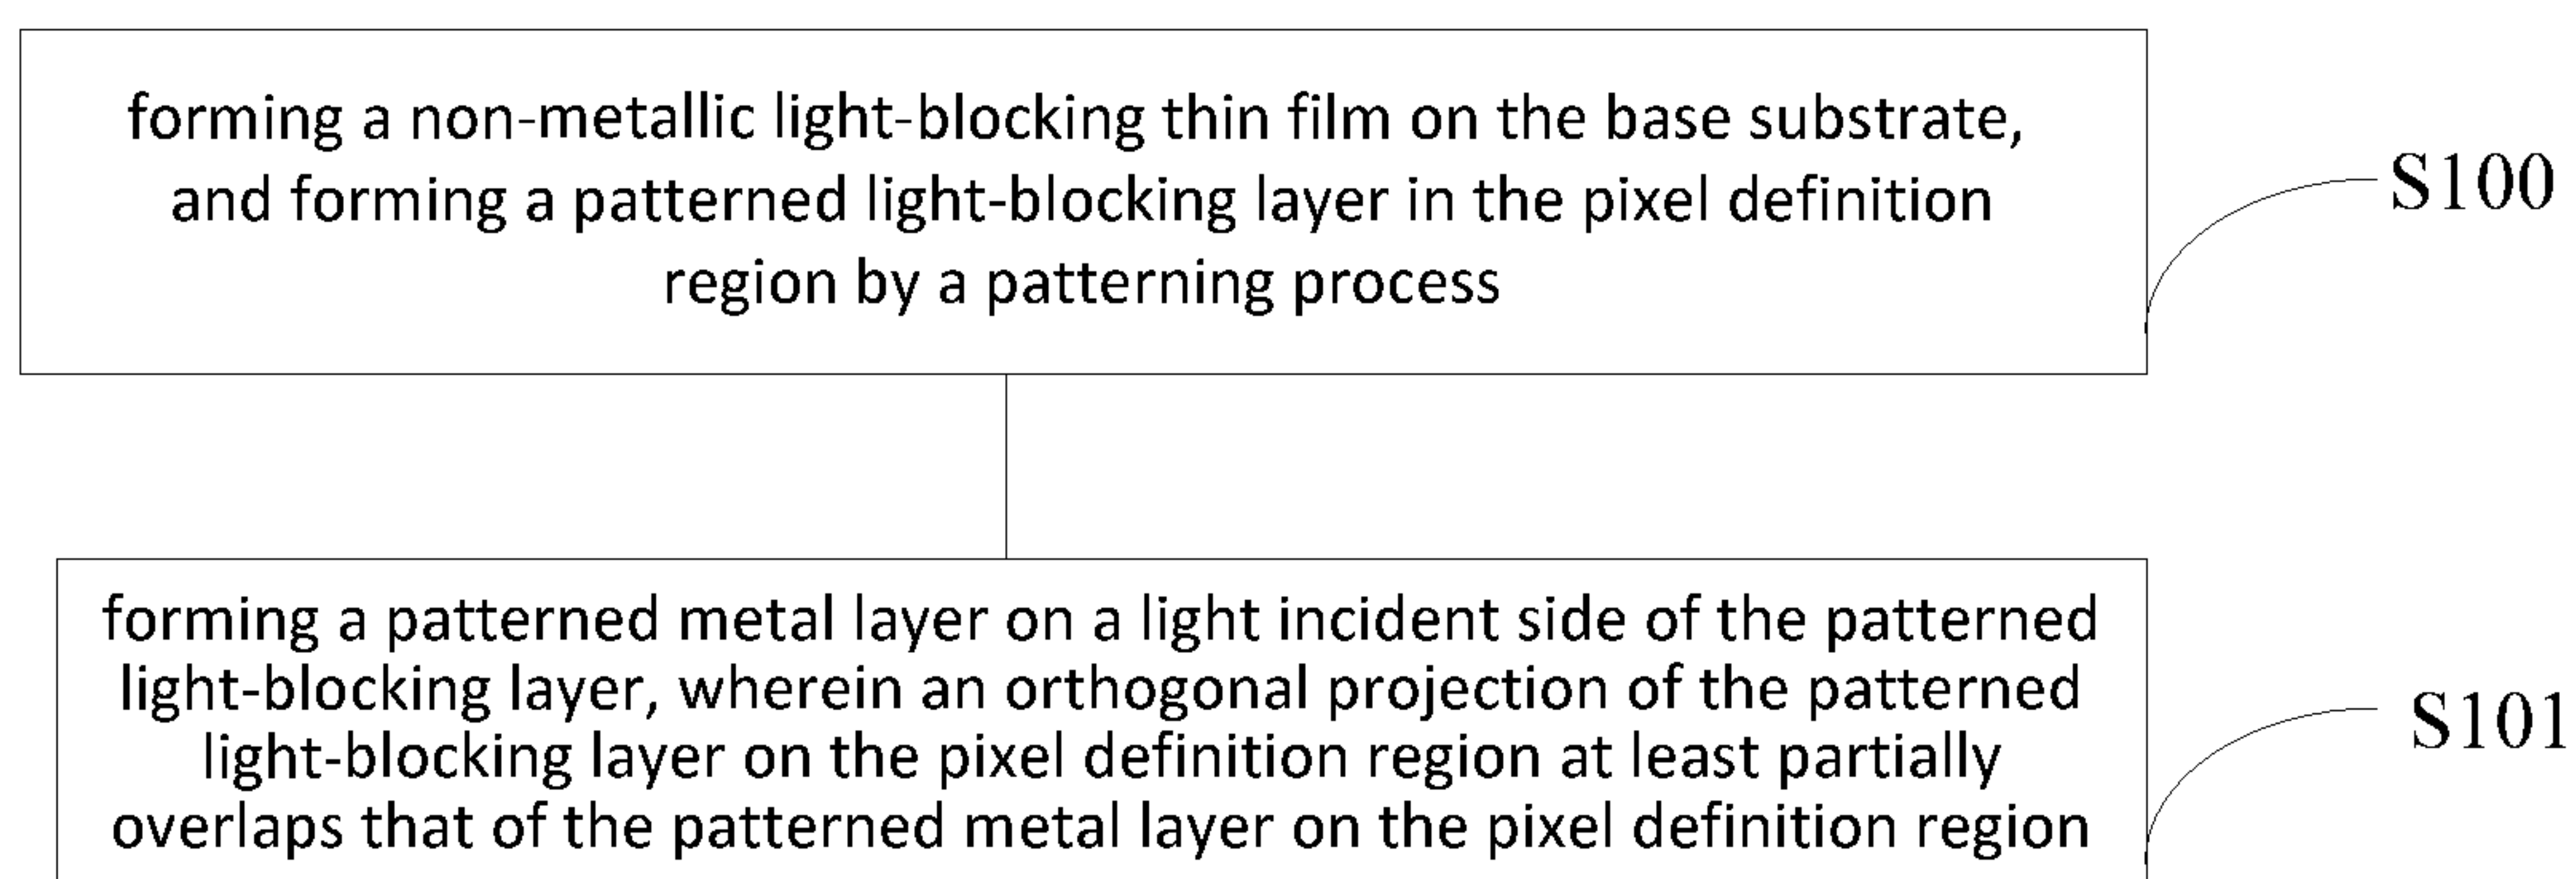 forming a non-metallic light-blocking thin film on the base substrate,
and forming a patterned light-blocking layer in the pixel definition
region by a patterning process
S100
forming a patterned metal layer on a light incident side of the patterned
light-blocking layer, wherein an orthogonal projection of the patterned
light-blocking layer on the pixel definition region at least partially
overlaps that of the patterned metal layer on the pixel definition region
S101